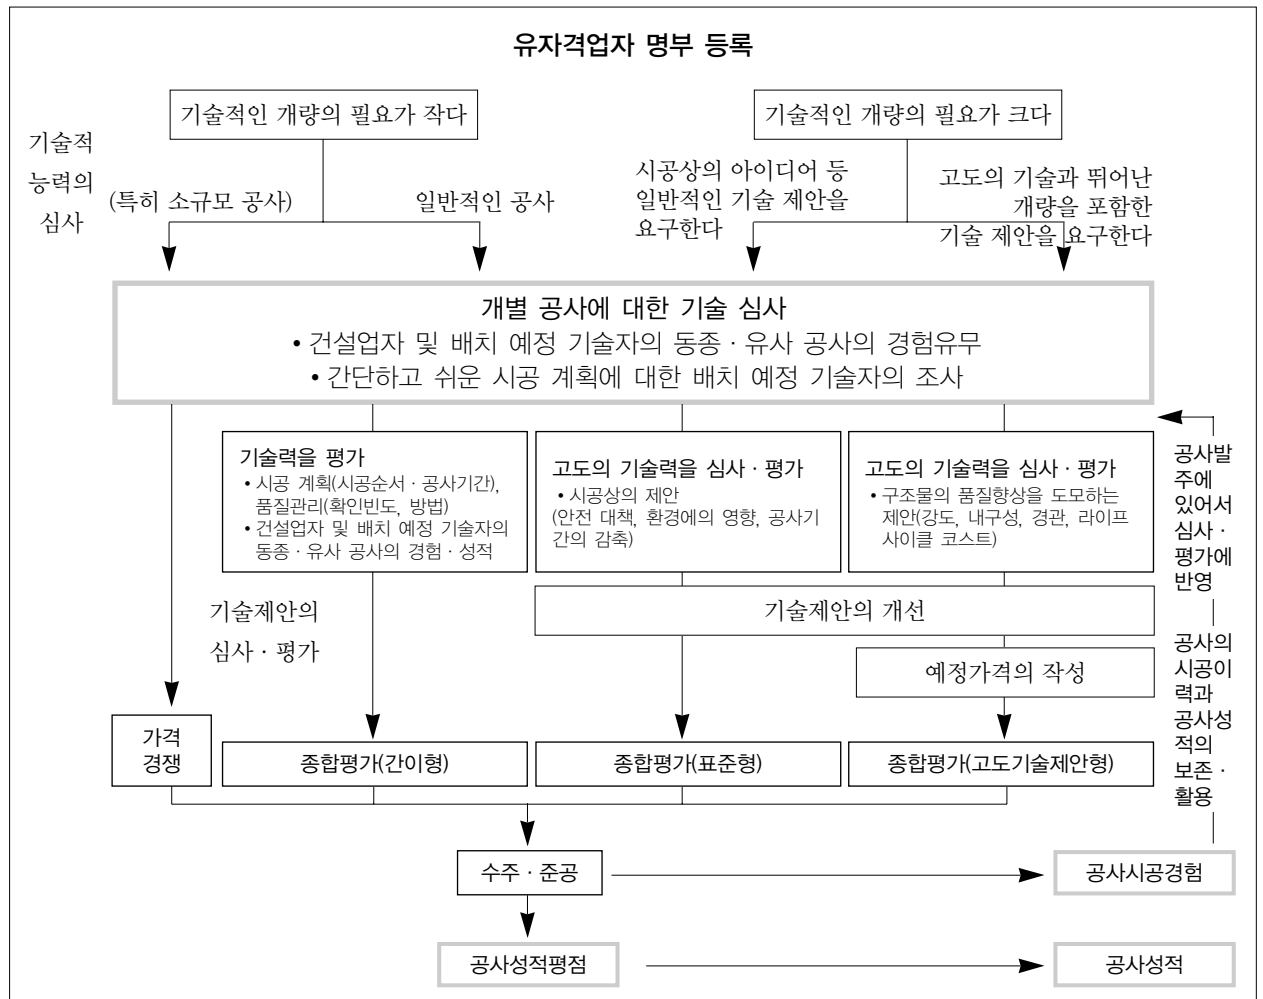 유자격업자 명부 등록
기술적인 개량의 필요가 작다
기술적인 개량의 필요가 크다
기술적
능력의
심사
(특히 소규모 공사)
일반적인 공사
시공상의 아이디어 등
일반적인 기술 제안을
요구한다
고도의 기술과 뛰어난
개량을 포함한
기술 제안을 요구한다
개별 공사에 대한 기술 심사
• 건설업자 및 배치 예정 기술자의 동종 · 유사 공사의 경험유무
• 간단하고 쉬운 시공 계획에 대한 배치 예정 기술자의 조사
기술력을 평가
• 시공 계획(시공순서 · 공사기간),
품질관리(확인빈도, 방법)
• 건설업자 및 배치 예정 기술자의
동종 · 유사 공사의 경험 · 성적
고도의 기술력을 심사 · 평가
• 시공상의 제안
(안전 대책, 환경에의 영향, 공사기
간의 감축)
고도의 기술력을 심사 · 평가
• 구조물의 품질향상을 도모하는
제안(강도, 내구성, 경관, 라이프
사이클 코스트)
공사발
주에
있어서
심사 ·
평가에
반영
기술제안의
심사 · 평가
기술제안의 개선
예정가격의 작성
공사의
시공이
력과
공사성
적의
보존 ·
활용
가격
경쟁
종합평가(간이형)
종합평가(표준형)
종합평가(고도기술제안형)
수주 · 준공
공사시공경험
공사성적평점
공사성적